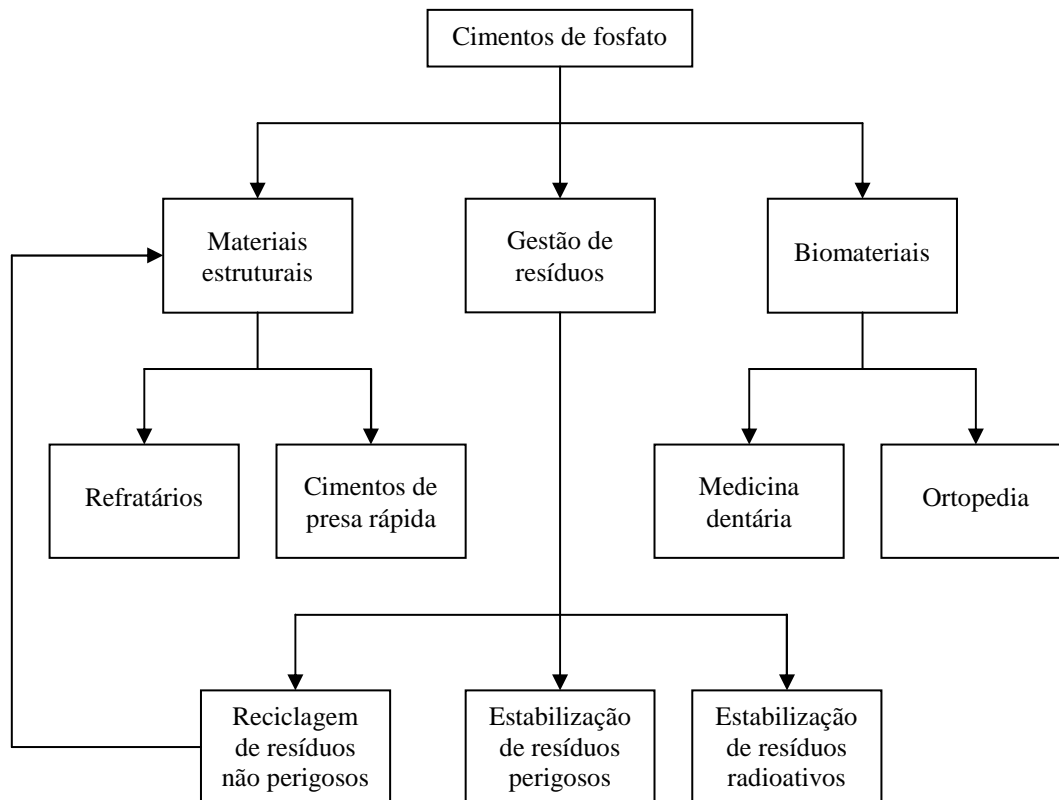 Cimentos de fosfato
Materiais
estruturais
Gestão de
resíduos
Biomateriais
Refratários
Cimentos de
presa rápida
Medicina
dentária
Ortopedia
Reciclagem
de resíduos
não perigosos
Estabilização
de resíduos
perigosos
Estabilização
de resíduos
radioativos